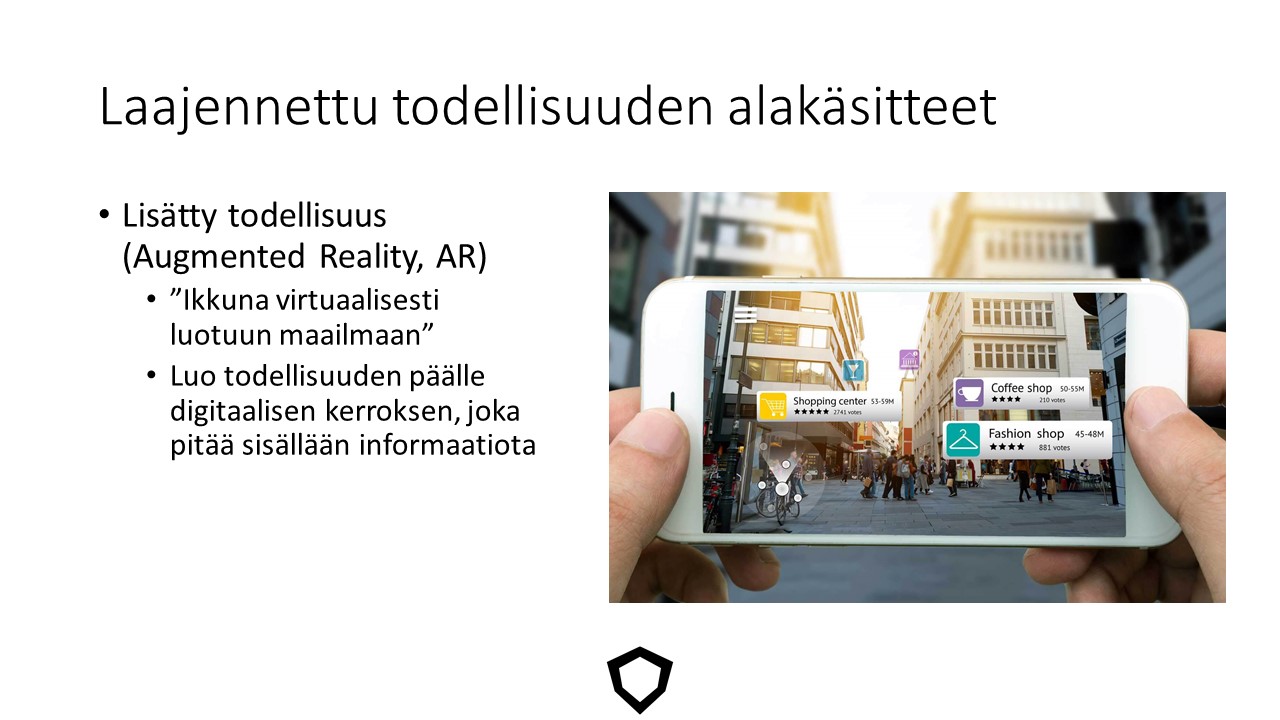 Laajennettu todellisuuden alakäsitteet
• Lisätty todellisuus
(Augmented Reality, AR)
• ”Ikkuna virtuaalisesti
luotuun maailmaan”
• Luo todellisuuden päälle
digitaalisen kerroksen, joka
pitää sisällään informaatiota
Shopping center 53-59M
★★★★★ 2741 votes
Coffee shop 50-55M
★★★★ 210 votes
Fashion shop 45-48M
★★★★ 881 votes